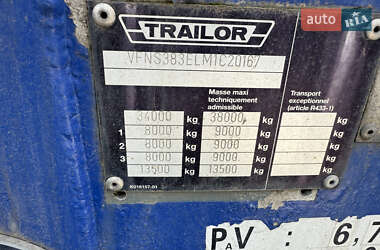 auto.RIA.com
TRAILOR
VFNS383ELM1C20167
Masse maxi
techniquement
admissible
Transport
exceptionnel
(article R433-1)
34000 kg 38000 kg kg
1 8000 kg 9000 kg kg
2 8000 kg 9000 kg kg
3 8000 kg 9000 kg kg
13500 kg 13500 kg kg
PV : 6,7